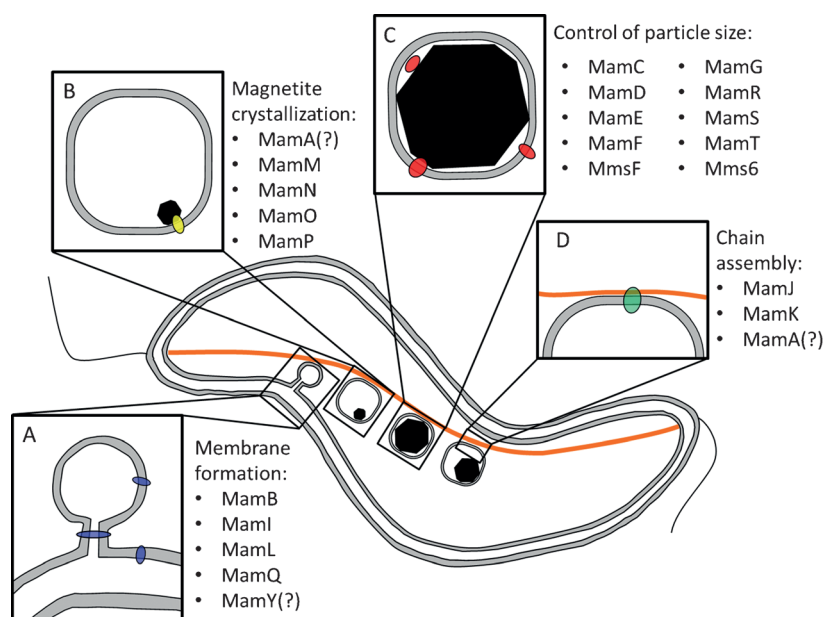 A
Membrane
formation:
• MamB
• MamI
• MamL
• MamQ
• MamY(?)
B
Magnetite
crystallization:
• MamA(?)
• MamM
• MamN
• MamO
• MamP
C
Control of particle size:
• MamC • MamG
• MamD • MamR
• MamE • MamS
• MamF • MamT
• MmsF • Mms6
D
Chain
assembly:
• MamJ
• MamK
• MamA(?)